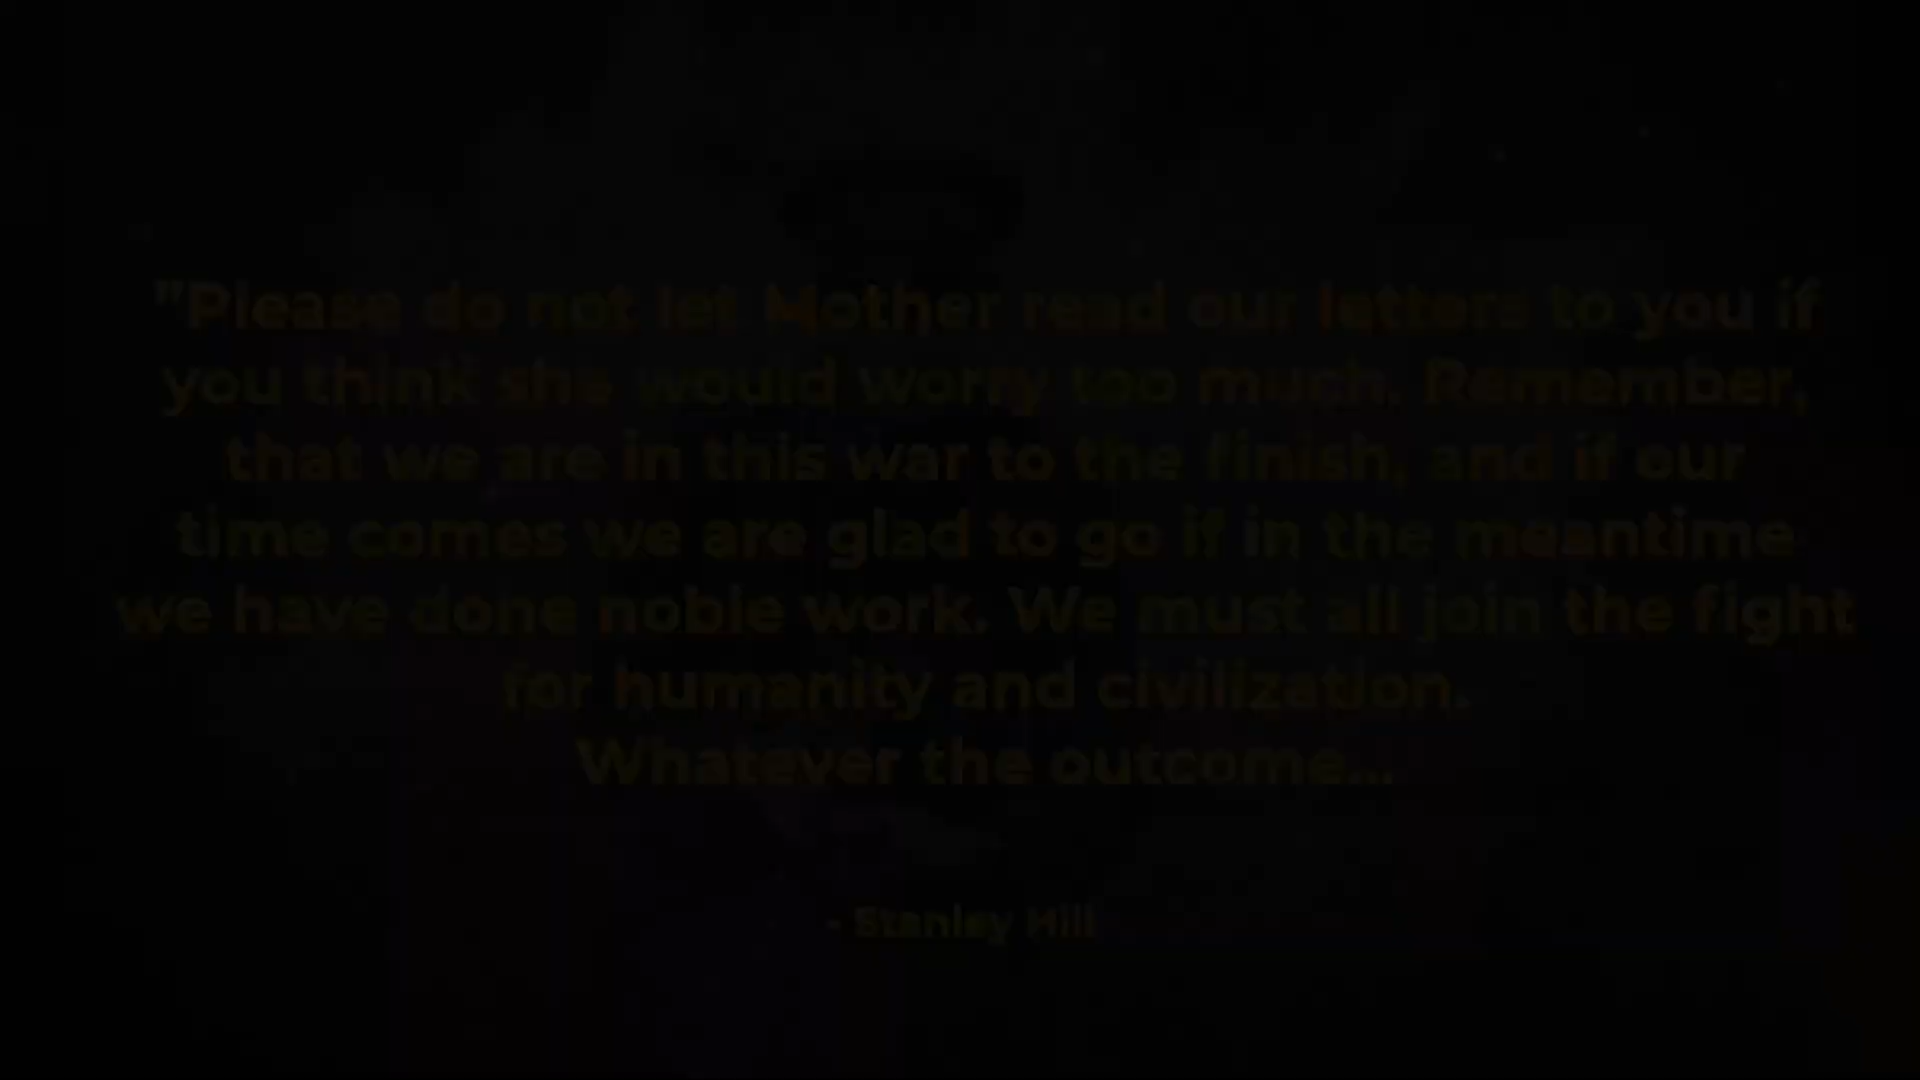 "Please do not let Mother read our letters to you if
you think she would worry too much. Remember,
that we are in this war to the finish, and if our
time comes we are glad to go if in the meantime
we have done noble work. We must all join the fight
for humanity and civilization.
Whatever the outcome...
- Stanley Hill